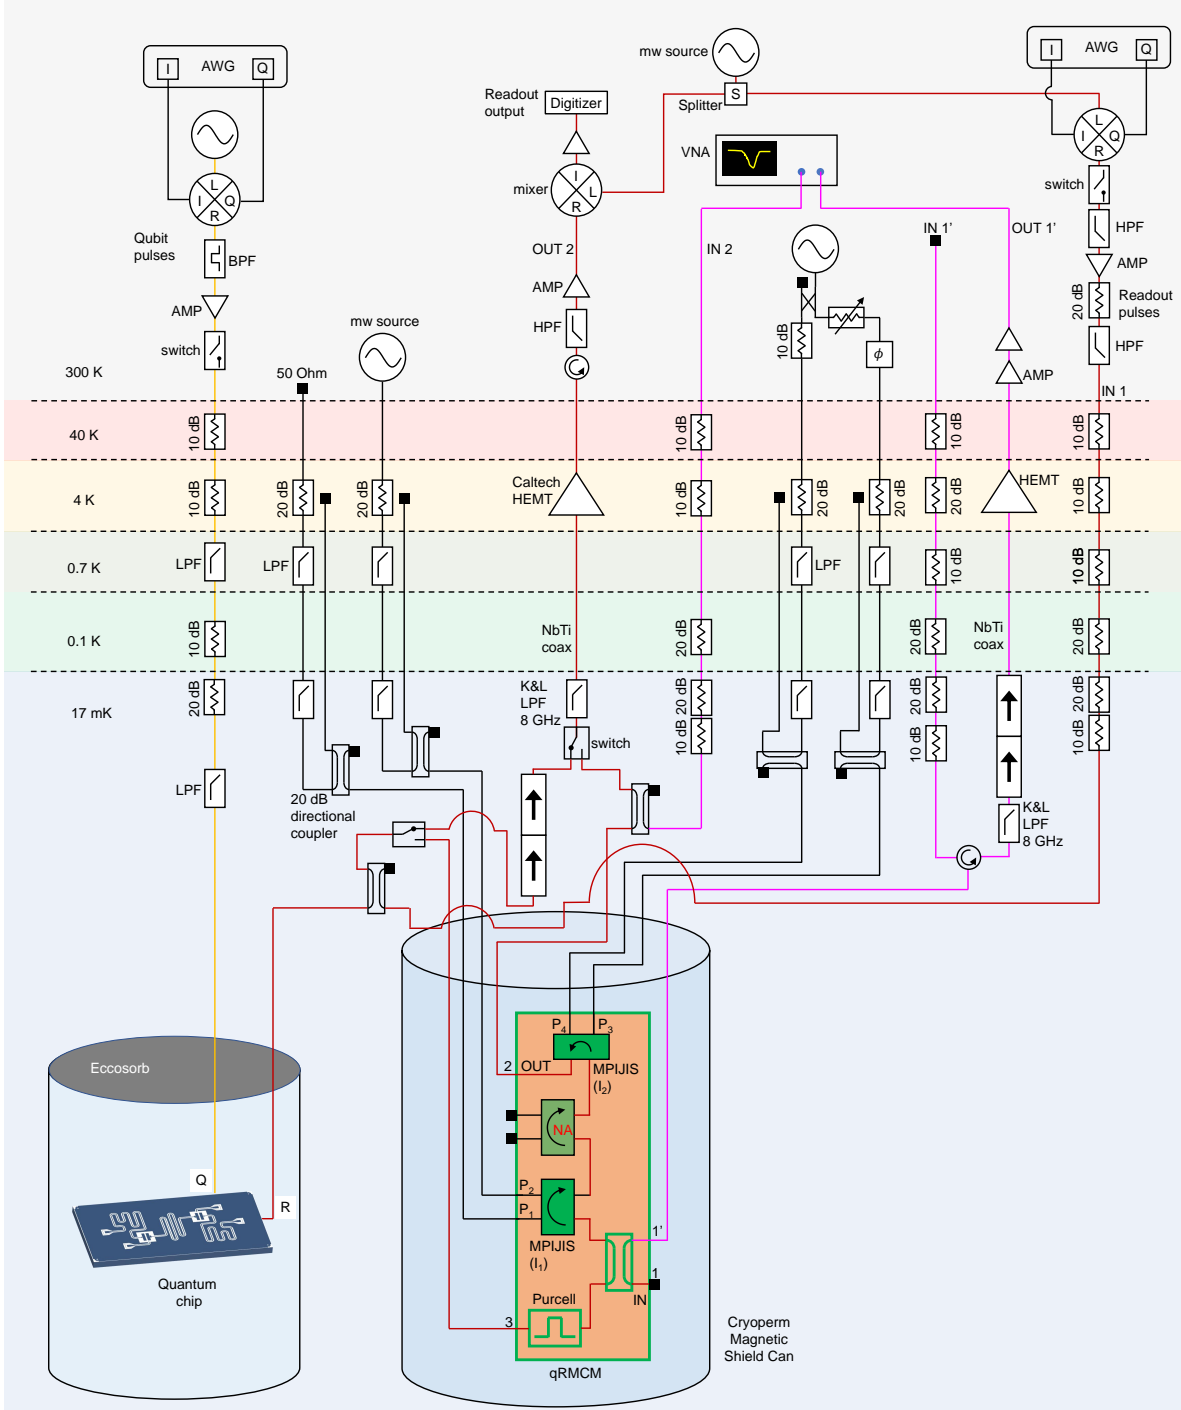 AWG
I
Q
L
I
Q
R
Qubit
pulses
BPF
AMP
switch
mw source
50 Ohm
300 K
Readout
output
Digitizer
I
L
R
mixer
OUT 2
AMP
HPF
mw source
S
Splitter
VNA
IN 2
10 dB
ϕ
IN 1'
OUT 1'
AMP
AWG
I
Q
L
I
Q
R
switch
HPF
AMP
20 dB
Readout
pulses
HPF
IN 1
40 K
10 dB
10 dB
10 dB
10 dB
4 K
10 dB
20 dB
20 dB
Caltech
HEMT
10 dB
20 dB
20 dB
20 dB
HEMT
10 dB
0.7 K
LPF
LPF
LPF
10 dB
10 dB
0.1 K
10 dB
NbTi
coax
20 dB
20 dB
NbTi
coax
20 dB
17 mK
20 dB
K&L
LPF
8 GHz
switch
20 dB
10 dB
20 dB
10 dB
20 dB
10 dB
LPF
20 dB
directional
coupler
K&L
LPF
8 GHz
Eccosorb
Q
R
Quantum
chip
P4
P3
2
OUT
MPIJIS
(I2)
NA
P2
P1
MPIJIS
(I1)
1'
1
IN
Purcell
3
qRMCM
Cryoperm
Magnetic
Shield Can